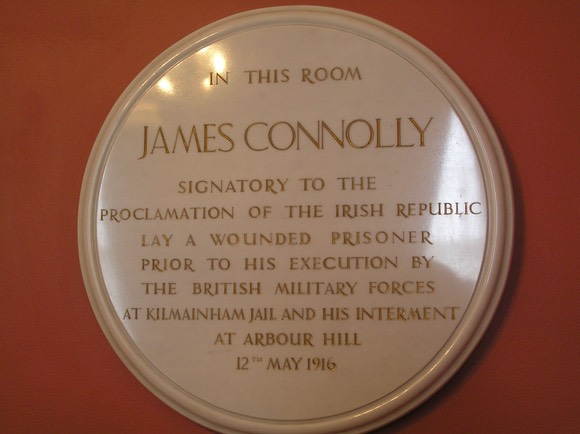 IN THIS ROOM
JAMES CONNOLLY
SIGNATORY TO THE
PROCLAMATION OF THE IRISH REPUBLIC
LAY A WOUNDED PRISONER
PRIOR TO HIS EXECUTION BY
THE BRITISH MILITARY FORCES
AT KILMAINHAM JAIL AND HIS INTERMENT
AT ARBOUR HILL
12TH MAY 1916